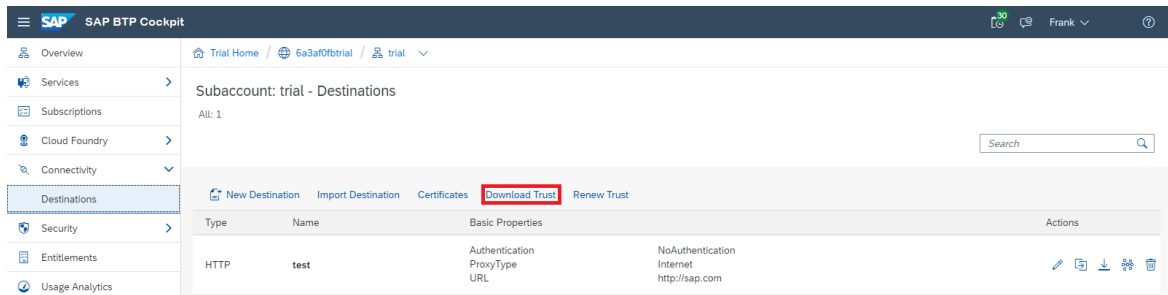 SAP SAP BTP Cockpit
30
Frank
Overview
Services
Subscriptions
Cloud Foundry
Connectivity
Destinations
Security
Entitlements
Usage Analytics
Trial Home / 6a3af0fbtrial / trial
Subaccount: trial - Destinations
All: 1
Search
New Destination Import Destination Certificates Download Trust Renew Trust
Type Name Basic Properties Actions
HTTP test
Authentication NoAuthentication
ProxyType Internet
URL http://sap.com